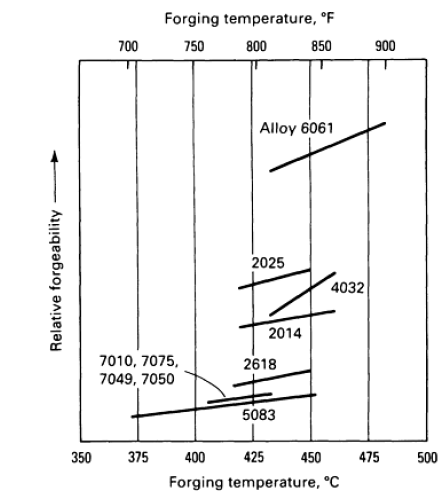 Forging temperature, °F
700 750 800 850 900
Alloy 6061
Relative forgeability
2025
4032
2014
7010, 7075,
7049, 7050
2618
5083
350 375 400 425 450 475 500
Forging temperature, °C